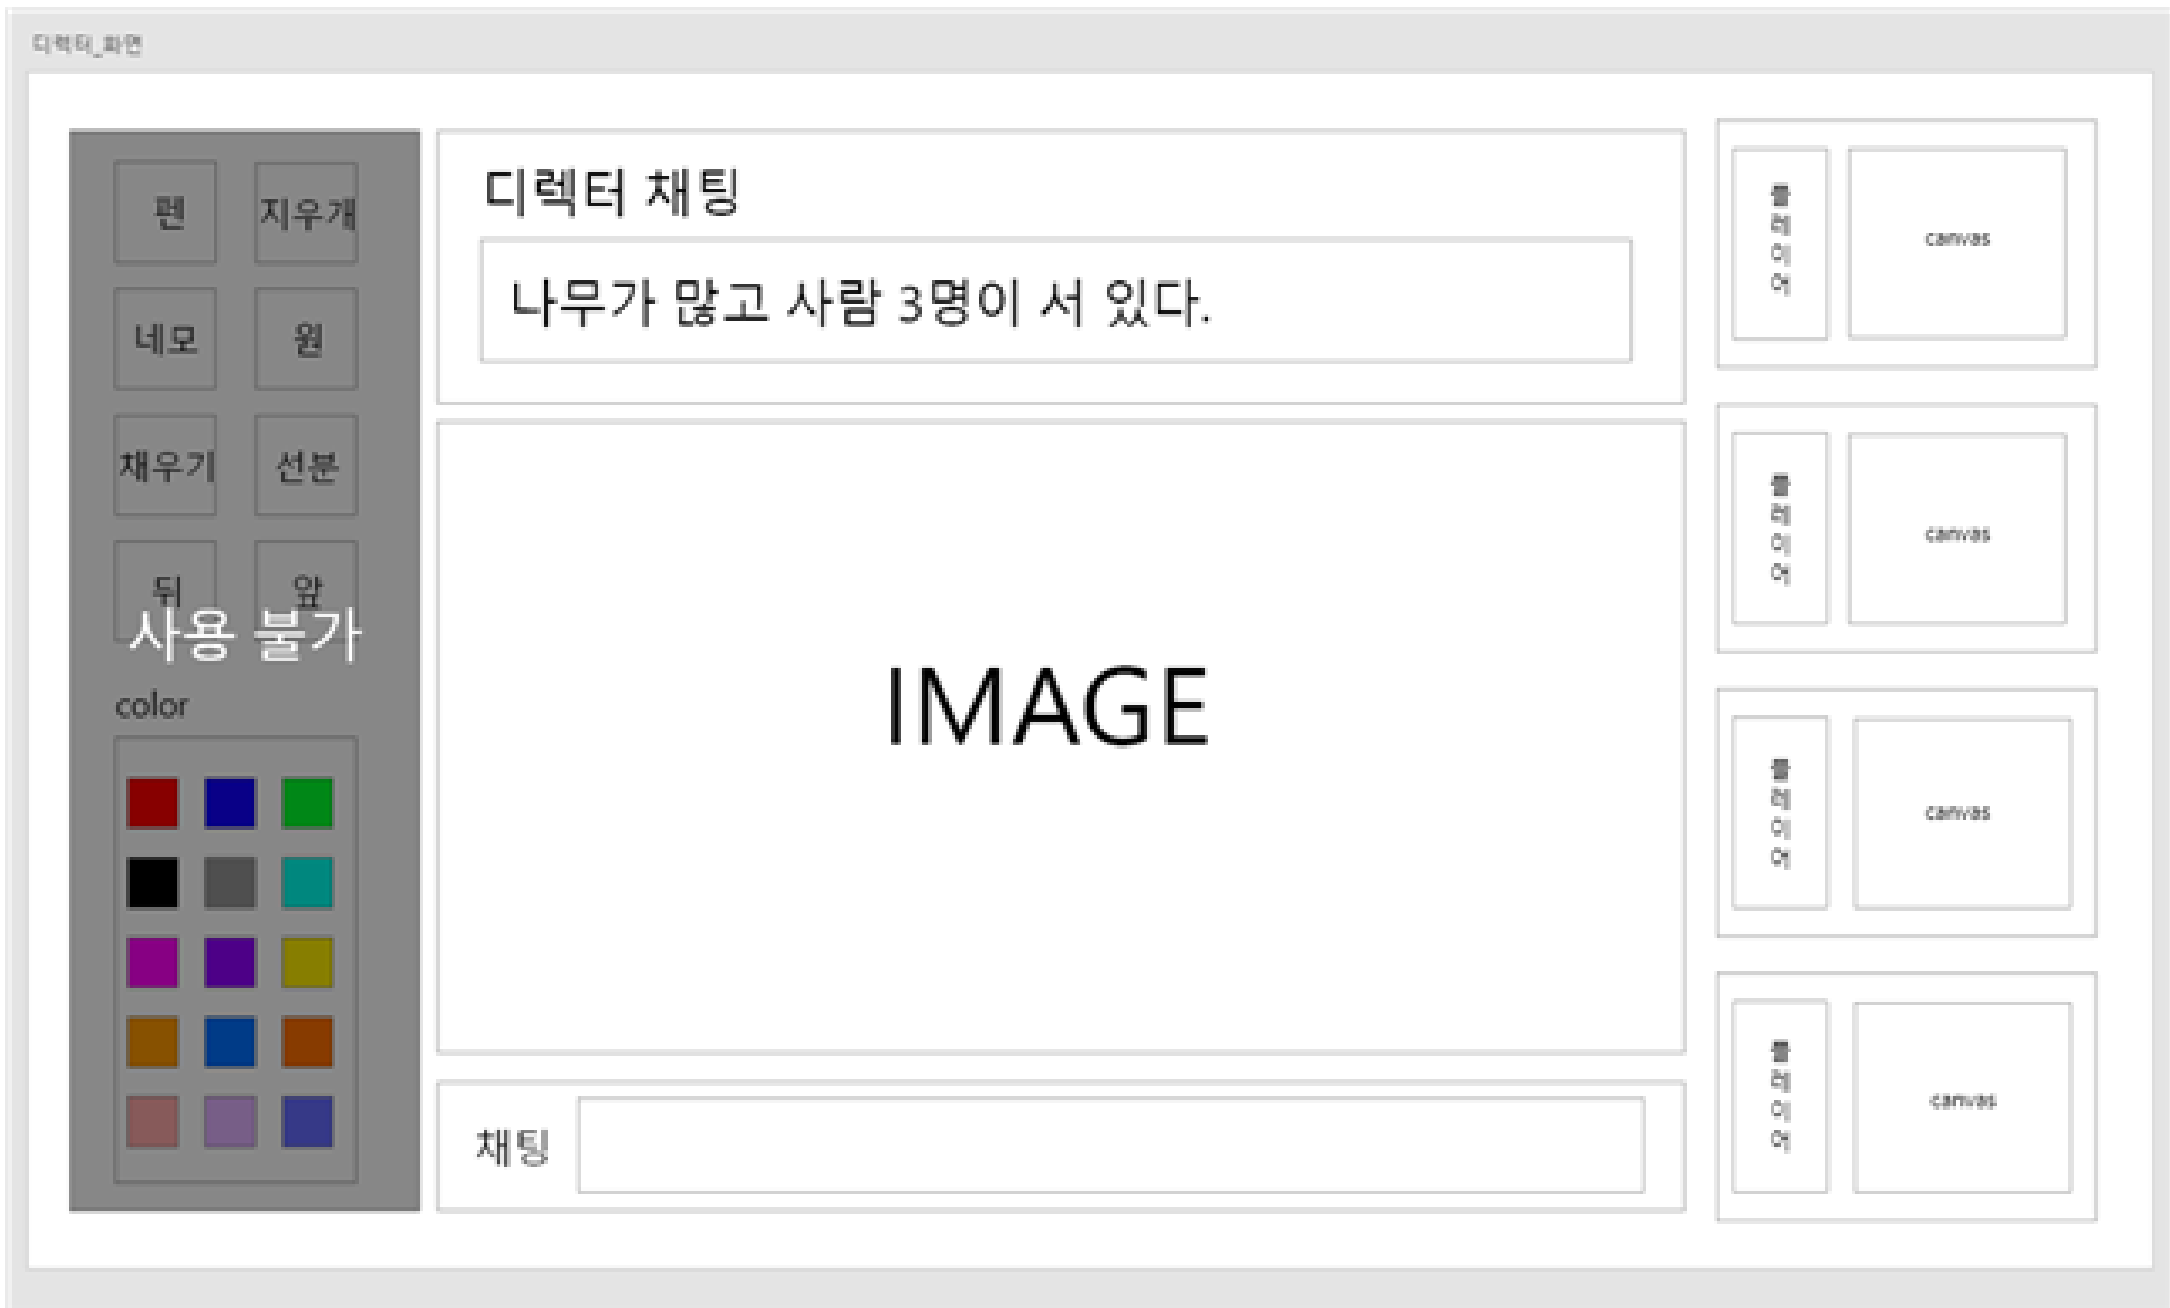 디렉터_화면
펜 지우개
네모 원
채우기 선분
뒤 앞
사용 불가
color
디렉터 채팅
나무가 많고 사람 3명이 서 있다.
IMAGE
채팅
플레이어
canvas
플레이어
canvas
플레이어
canvas
플레이어
canvas